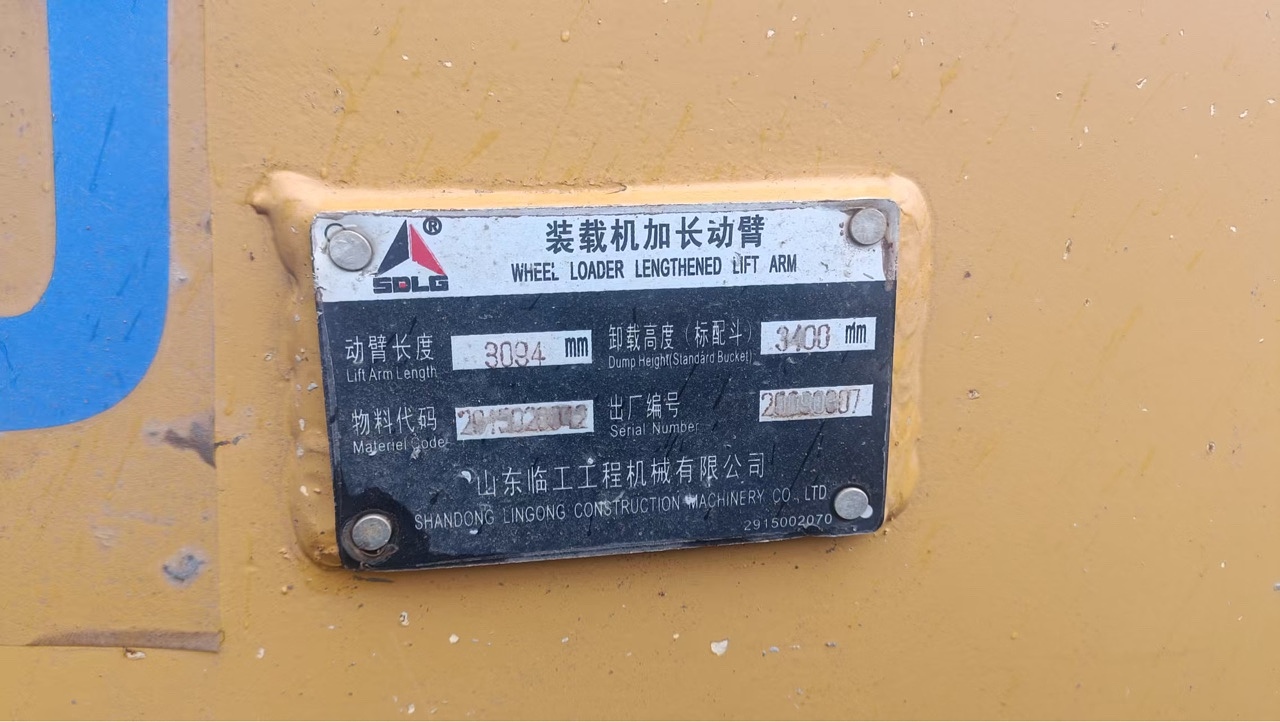 SDLG®
装载机加长动臂
WHEEL LOADER LENGTHENED LIFT ARM
动臂长度 3094 mm 卸载高度(标配斗) 3400 mm
Lift Arm Length Dump Height(Standard Bucket)
物料代码 出厂编号
Materiel Code Serial Number
山东临工工程机械有限公司
SHANDONG LINGONG CONSTRUCTION MACHINERY CO., LTD
2915002070